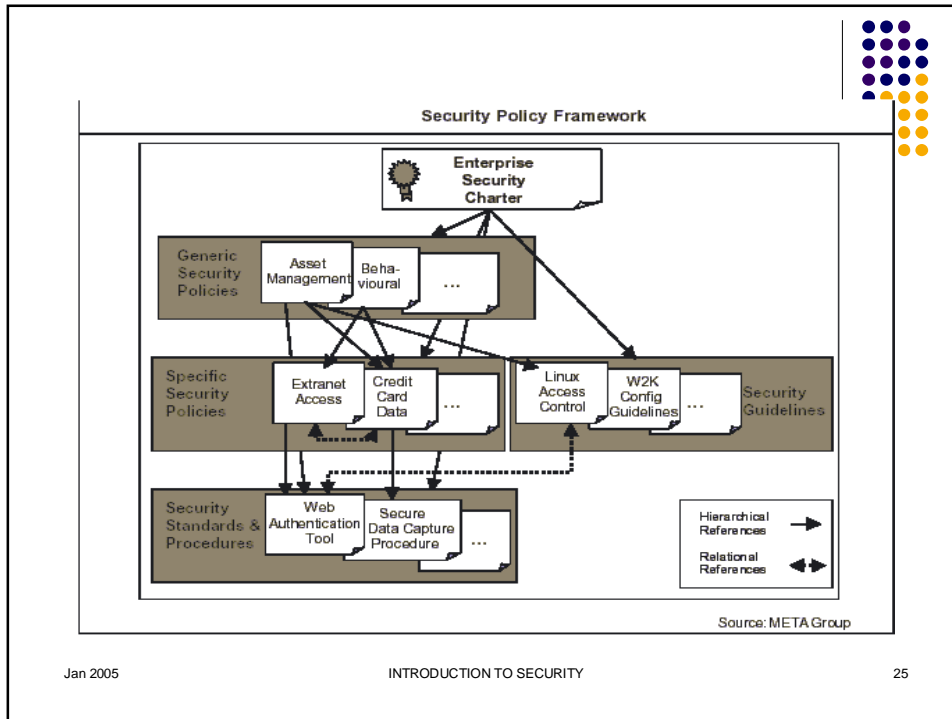 Security Policy Framework
Enterprise
Security
Charter
Generic
Security
Policies
Asset
Management
Beha-
vioural
...
Specific
Security
Policies
Extranet
Access
Credit
Card
Data
...
Linux
Access
Control
W2K
Config
Guidelines
...
Security
Guidelines
Security
Standards &
Procedures
Web
Authentication
Tool
Secure
Data Capture
Procedure
...
Hierarchical
References
Relational
References
Source: META Group
Jan 2005
INTRODUCTION TO SECURITY
25